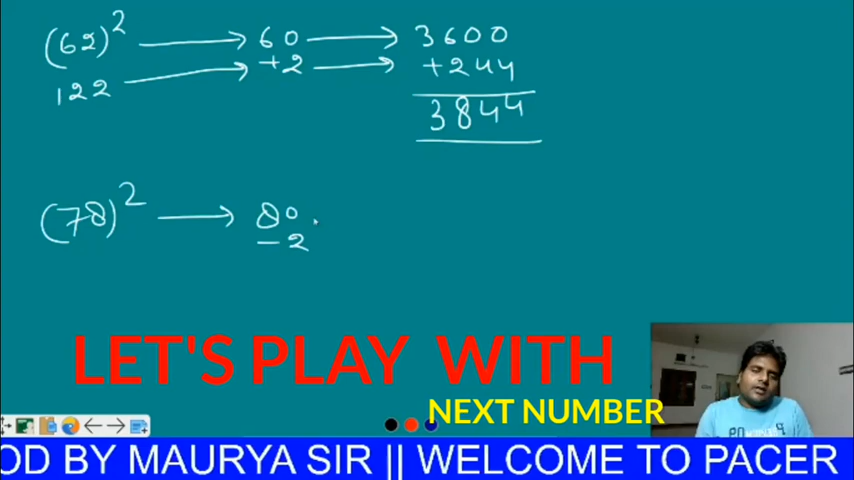 (62)² → 60 → 3600
122 → +2 → +244
3844
(78)² → 80.
-2
LET'S PLAY WITH
NEXT NUMBER
OD BY MAURYA SIR || WELCOME TO PACER